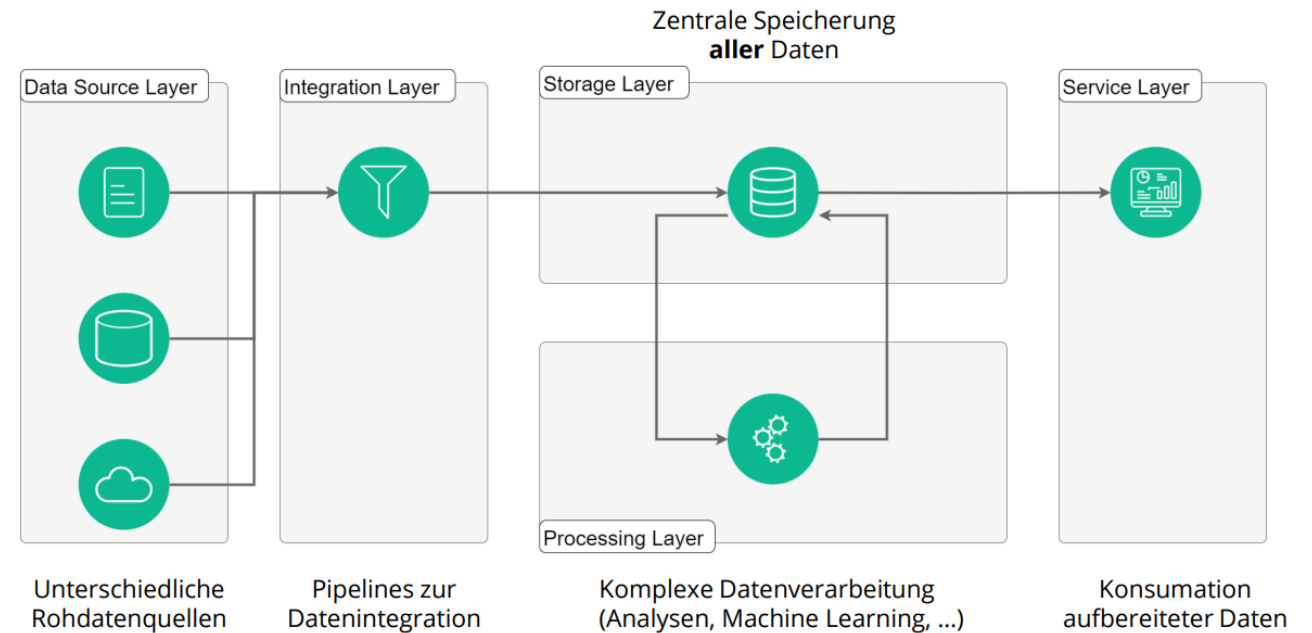 Zentrale Speicherung
aller Daten
Data Source Layer
Integration Layer
Storage Layer
Service Layer
Processing Layer
Unterschiedliche
Rohdatenquellen
Pipelines zur
Datenintegration
Komplexe Datenverarbeitung
(Analysen, Machine Learning, ...)
Konsumation
aufbereiteter Daten